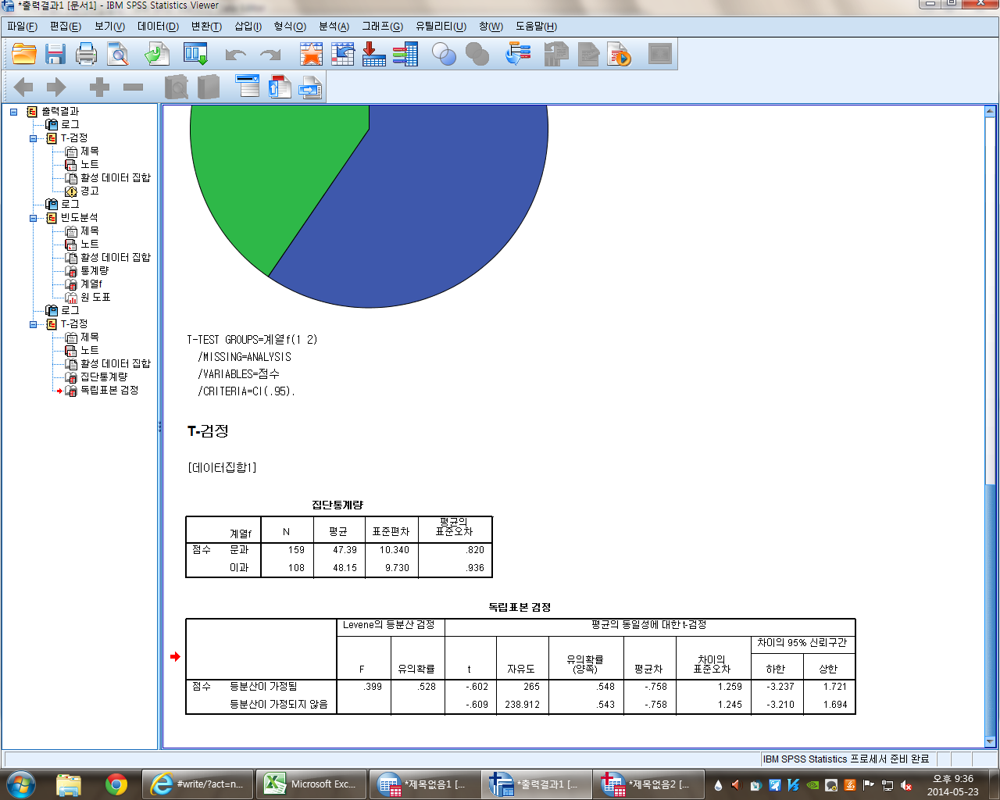 *출력결과1 [문서1] - IBM SPSS Statistics Viewer
파일(F) 편집(E) 보기(V) 데이터(D) 변환(T) 삽입(I) 형식(O) 분석(A) 그래프(G) 유틸리티(U) 창(W) 도움말(H)
출력결과
로그
T-검정
제목
노트
활성 데이터 집합
경고
로그
빈도분석
제목
노트
활성 데이터 집합
통계량
계열f
원 도표
로그
T-검정
제목
노트
활성 데이터 집합
집단통계량
독립표본 검정
T-TEST GROUPS=계열f(1 2)
/MISSING=ANALYSIS
/VARIABLES=점수
/CRITERIA=CI(.95).
T-검정
[데이터집합1]
집단통계량
계열f N 평균 표준편차 평균의 표준오차
점수 문과 159 47.39 10.340 .820
이과 108 48.15 9.730 .936
독립표본 검정
Levene의 등분산 검정 평균의 동일성에 대한 t-검정
차이의 95% 신뢰구간
F 유의확률 t 자유도 유의확률 (양쪽) 평균차 차이의 표준오차 하한 상한
점수 등분산이 가정됨 .399 .528 -.602 265 .548 -.758 1.259 -3.237 1.721
등분산이 가정되지 않음 -.609 238.912 .543 -.758 1.245 -3.210 1.694
IBM SPSS Statistics 프로세서 준비 완료
#write/?act=n... Microsoft Exc... *제목없음1 [... *출력결과1 [... *제목없음2 [...
오후 9:36
2014-05-23